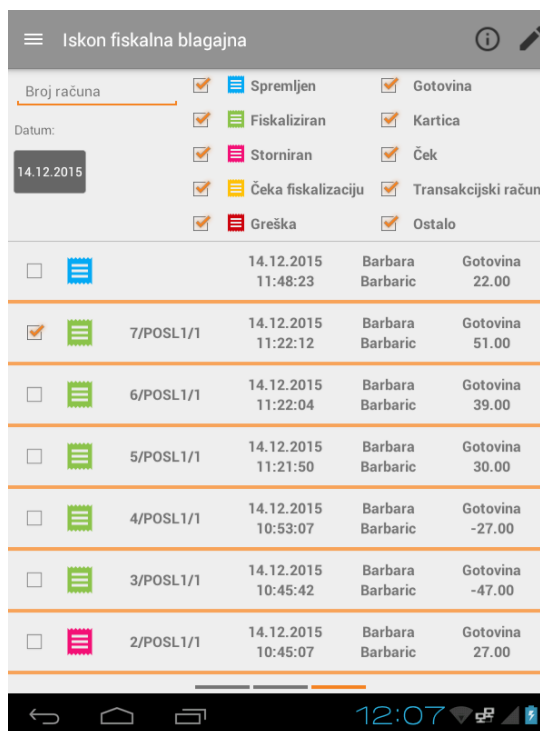 Iskon fiskalna blagajna
Broj računa
Datum:
14.12.2015
Spremljen
Fiskaliziran
Storniran
Čeka fiskalizaciju
Greška
Gotovina
Kartica
Ček
Transakcijski račun
Ostalo
14.12.2015 Barbara Gotovina
11:48:23 Barbaric 22.00
14.12.2015 Barbara Gotovina
7/POSL1/1
11:22:12 Barbaric 51.00
14.12.2015 Barbara Gotovina
6/POSL1/1
11:22:04 Barbaric 39.00
14.12.2015 Barbara Gotovina
5/POSL1/1
11:21:50 Barbaric 30.00
14.12.2015 Barbara Gotovina
4/POSL1/1
10:53:07 Barbaric -27.00
14.12.2015 Barbara Gotovina
3/POSL1/1
10:45:42 Barbaric -47.00
14.12.2015 Barbara Gotovina
2/POSL1/1
10:45:07 Barbaric 27.00
12:07